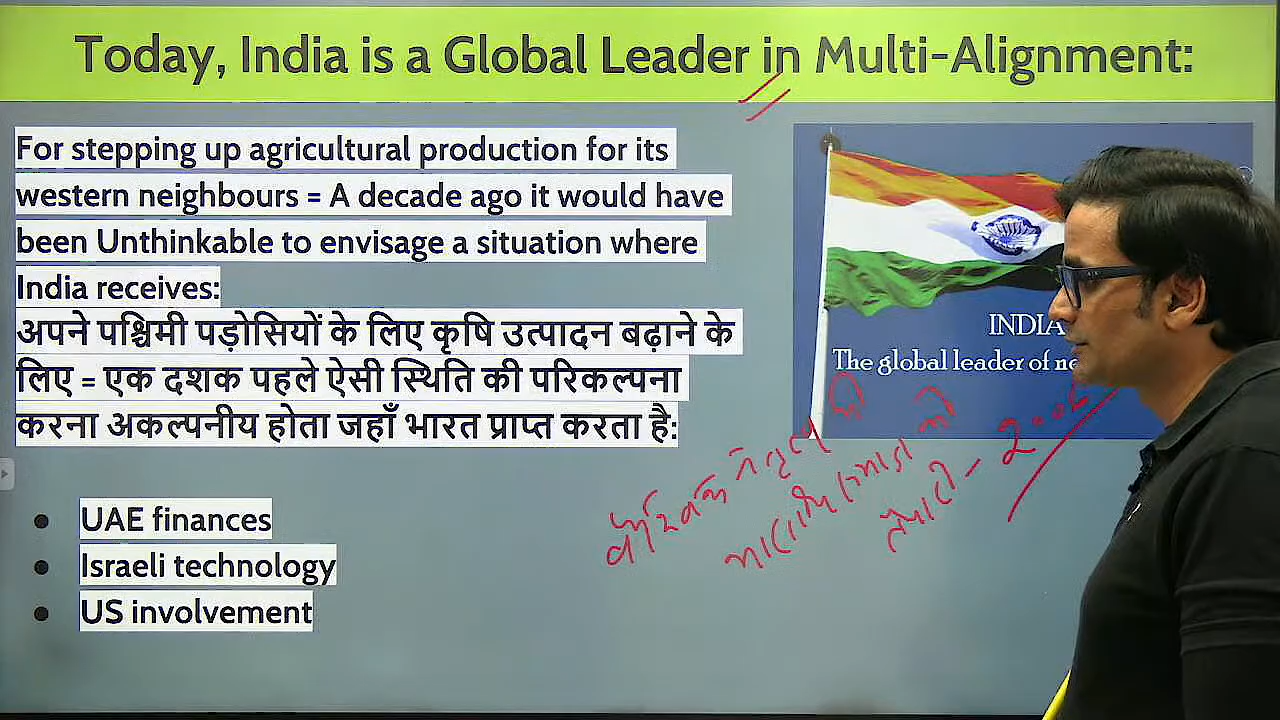 Today, India is a Global Leader in Multi-Alignment:
For stepping up agricultural production for its
western neighbours = A decade ago it would have
been Unthinkable to envisage a situation where
India receives:
अपने पश्चिमी पड़ोसियों के लिए कृषि उत्पादन बढ़ाने के
लिए = एक दशक पहले ऐसी स्थिति की परिकल्पना
करना अकल्पनीय होता जहाँ भारत प्राप्त करता है:
UAE finances
Israeli technology
US involvement
INDIA
The global leader of